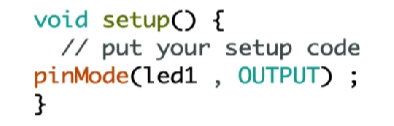 void setup() {
// put your setup code
pinMode(led1 , OUTPUT) ;
}